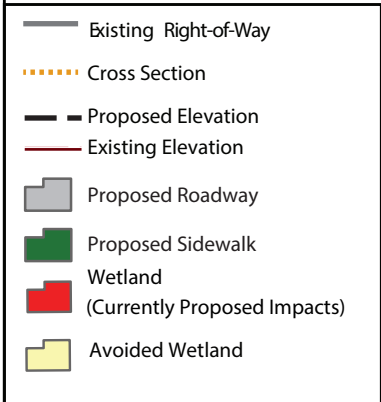 Existing Right-of-Way
Cross Section
Proposed Elevation
Existing Elevation
Proposed Roadway
Proposed Sidewalk
Wetland
(Currently Proposed Impacts)
Avoided Wetland